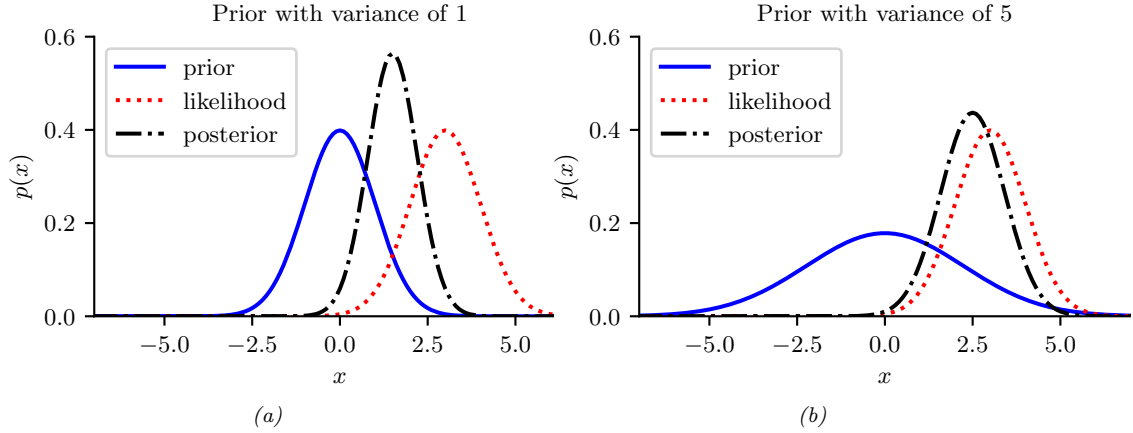 Prior with variance of 1
0.6
0.4
0.2
0.0
p(x)
prior
likelihood
posterior
−5.0 −2.5 0.0 2.5 5.0
x
(a)
Prior with variance of 5
0.6
0.4
0.2
0.0
p(x)
prior
likelihood
posterior
−5.0 −2.5 0.0 2.5 5.0
x
(b)